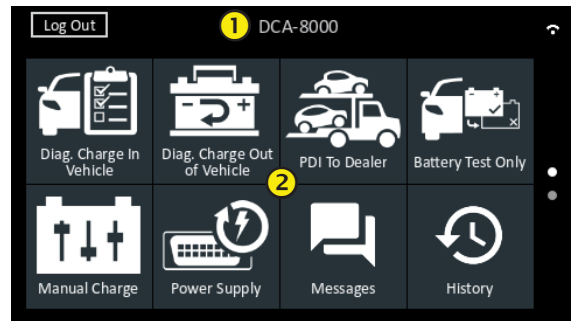 Log Out
1
DCA-8000
Diag. Charge In
Vehicle
Diag. Charge Out
of Vehicle
PDI To Dealer
Battery Test Only
2
Manual Charge
Power Supply
Messages
History